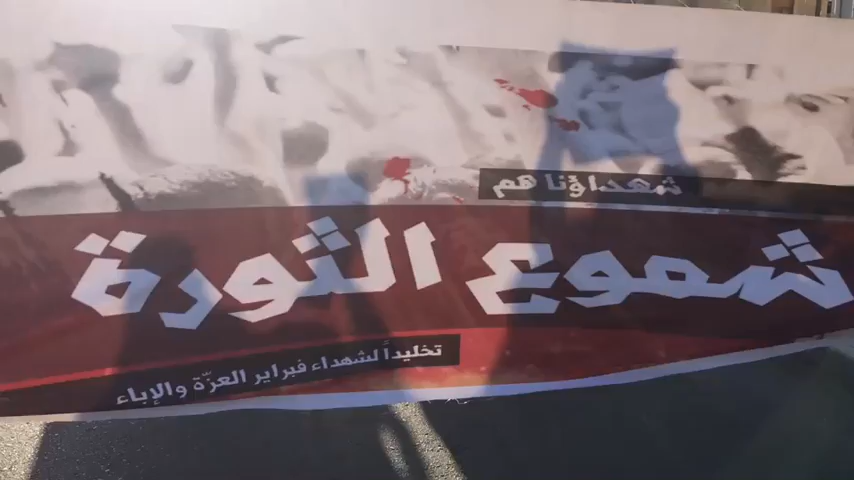 شهداؤنا هم
شموع الثورة
تخليداً لشهداء فبراير العزّة والإباء